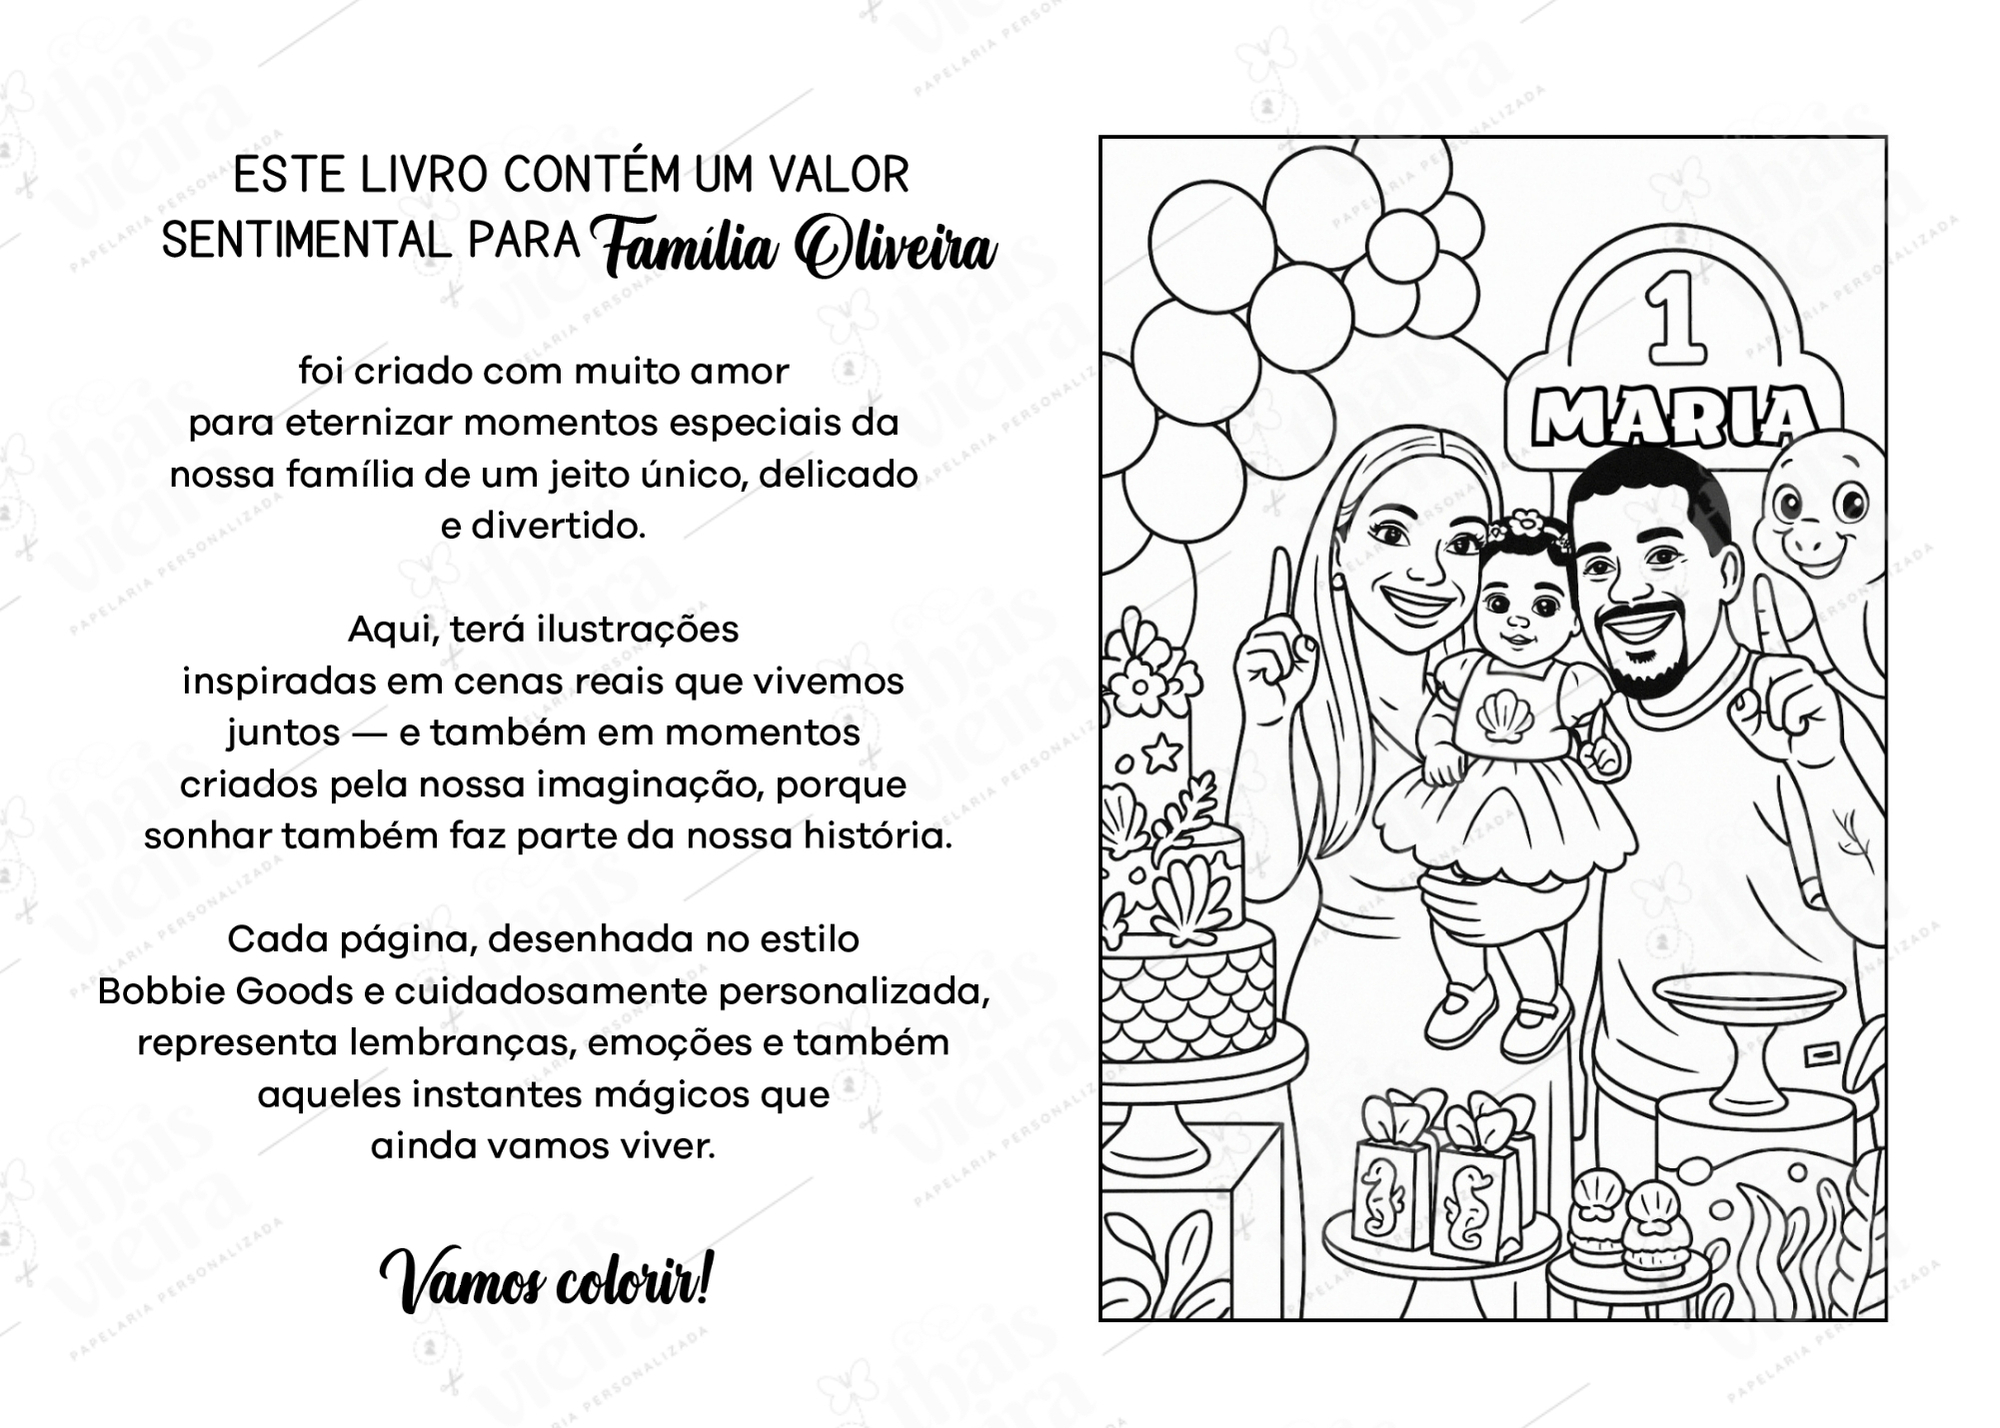 ESTE LIVRO CONTÉM UM VALOR
SENTIMENTAL PARA Família Oliveira
foi criado com muito amor
para eternizar momentos especiais da
nossa família de um jeito único, delicado
e divertido.
Aqui, terá ilustrações
inspiradas em cenas reais que vivemos
juntos — e também em momentos
criados pela nossa imaginação, porque
sonhar também faz parte da nossa história.
Cada página, desenhada no estilo
Bobbie Goods e cuidadosamente personalizada,
representa lembranças, emoções e também
aqueles instantes mágicos que
ainda vamos viver.
Vamos colorir!
1
MARIA
thais
vieira
PAPELARIA PERSONALIZADA